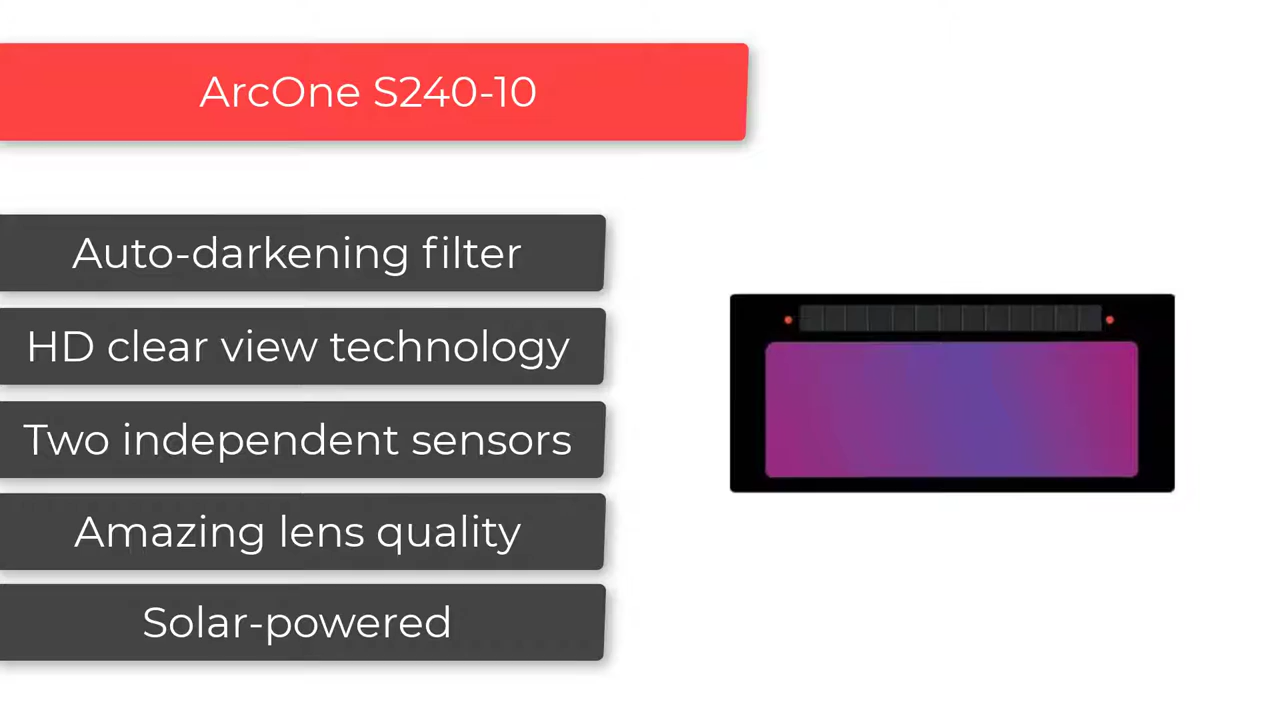 ArcOne S240-10
Auto-darkening filter
HD clear view technology
Two independent sensors
Amazing lens quality
Solar-powered